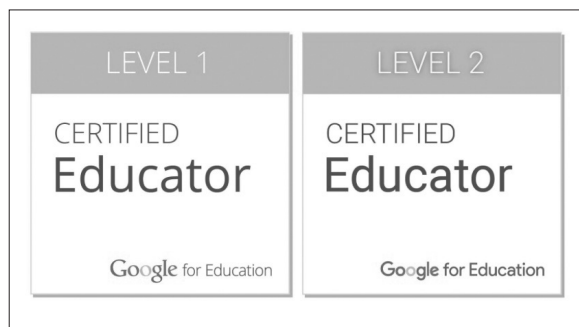 LEVEL 1
CERTIFIED
Educator
Google for Education
LEVEL 2
CERTIFIED
Educator
Google for Education